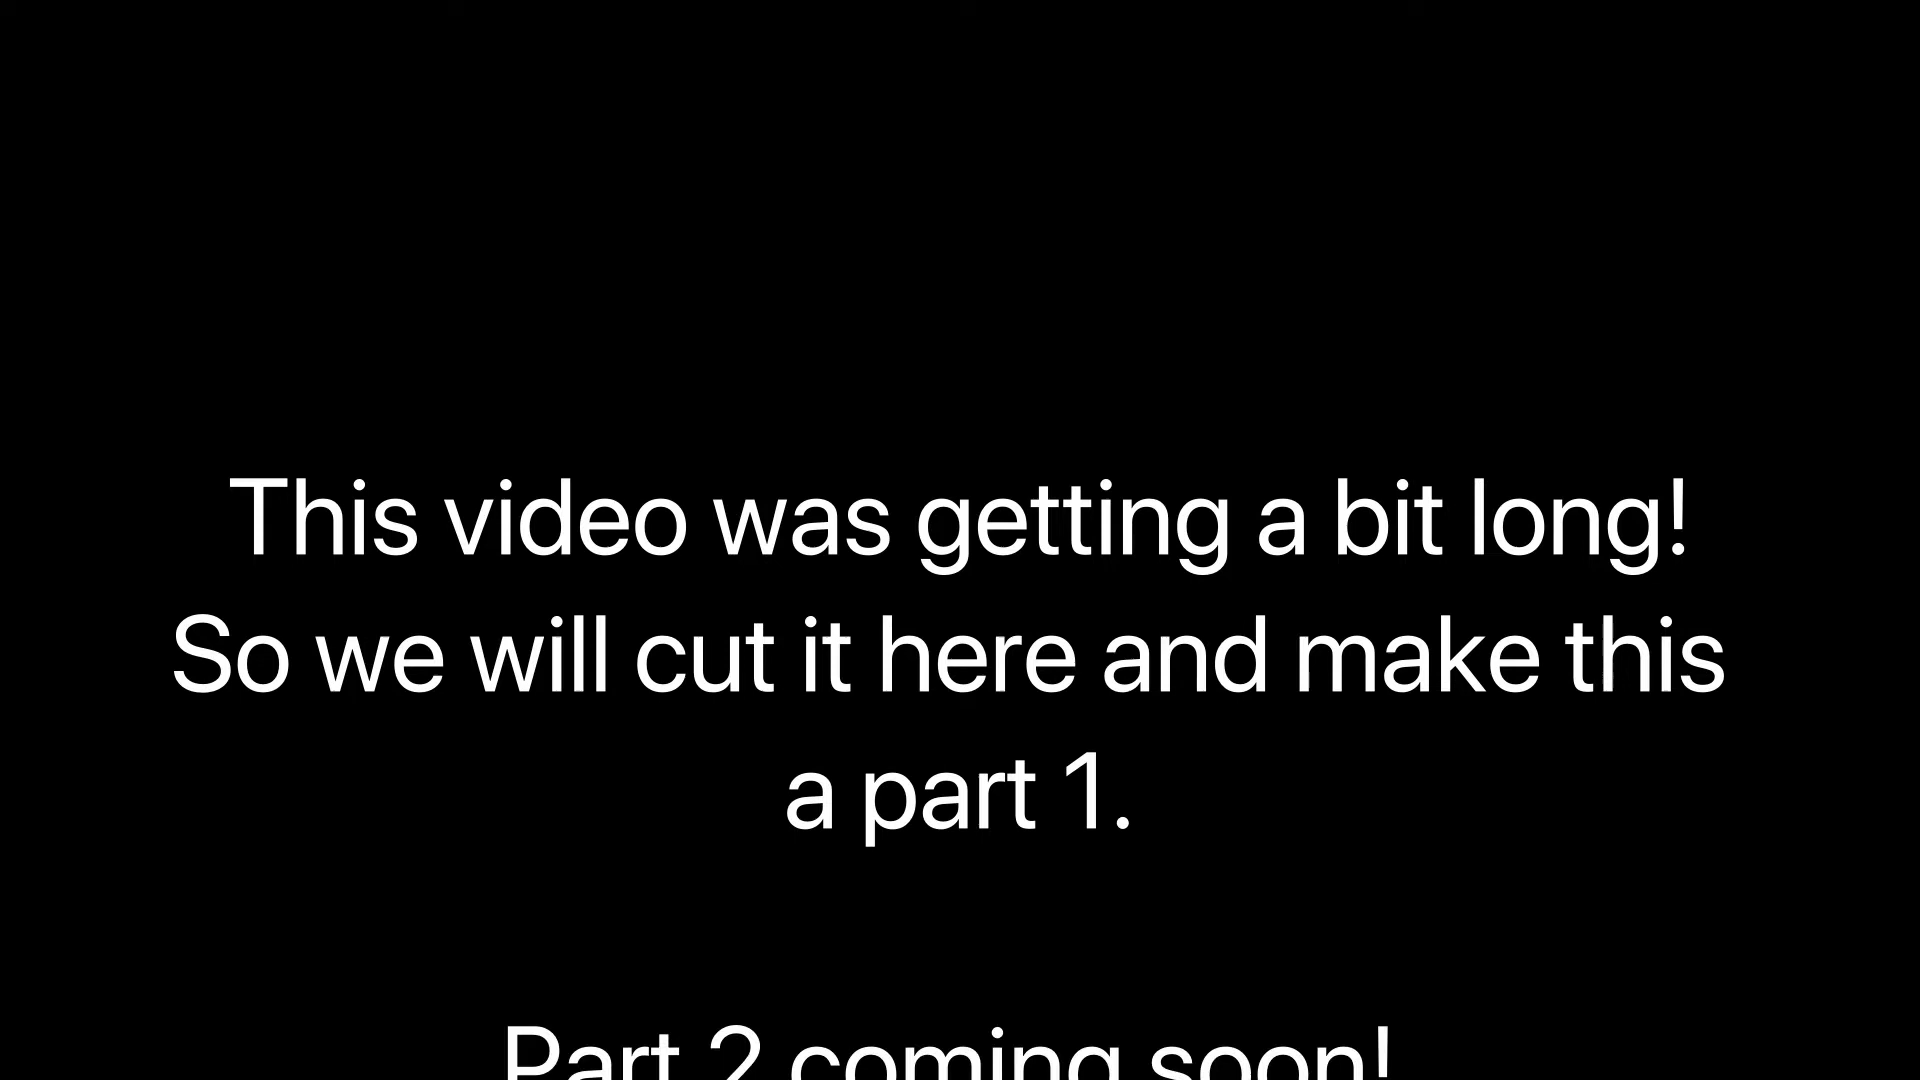 This video was getting a bit long!
So we will cut it here and make this
a part 1.
Part 2 coming soon!